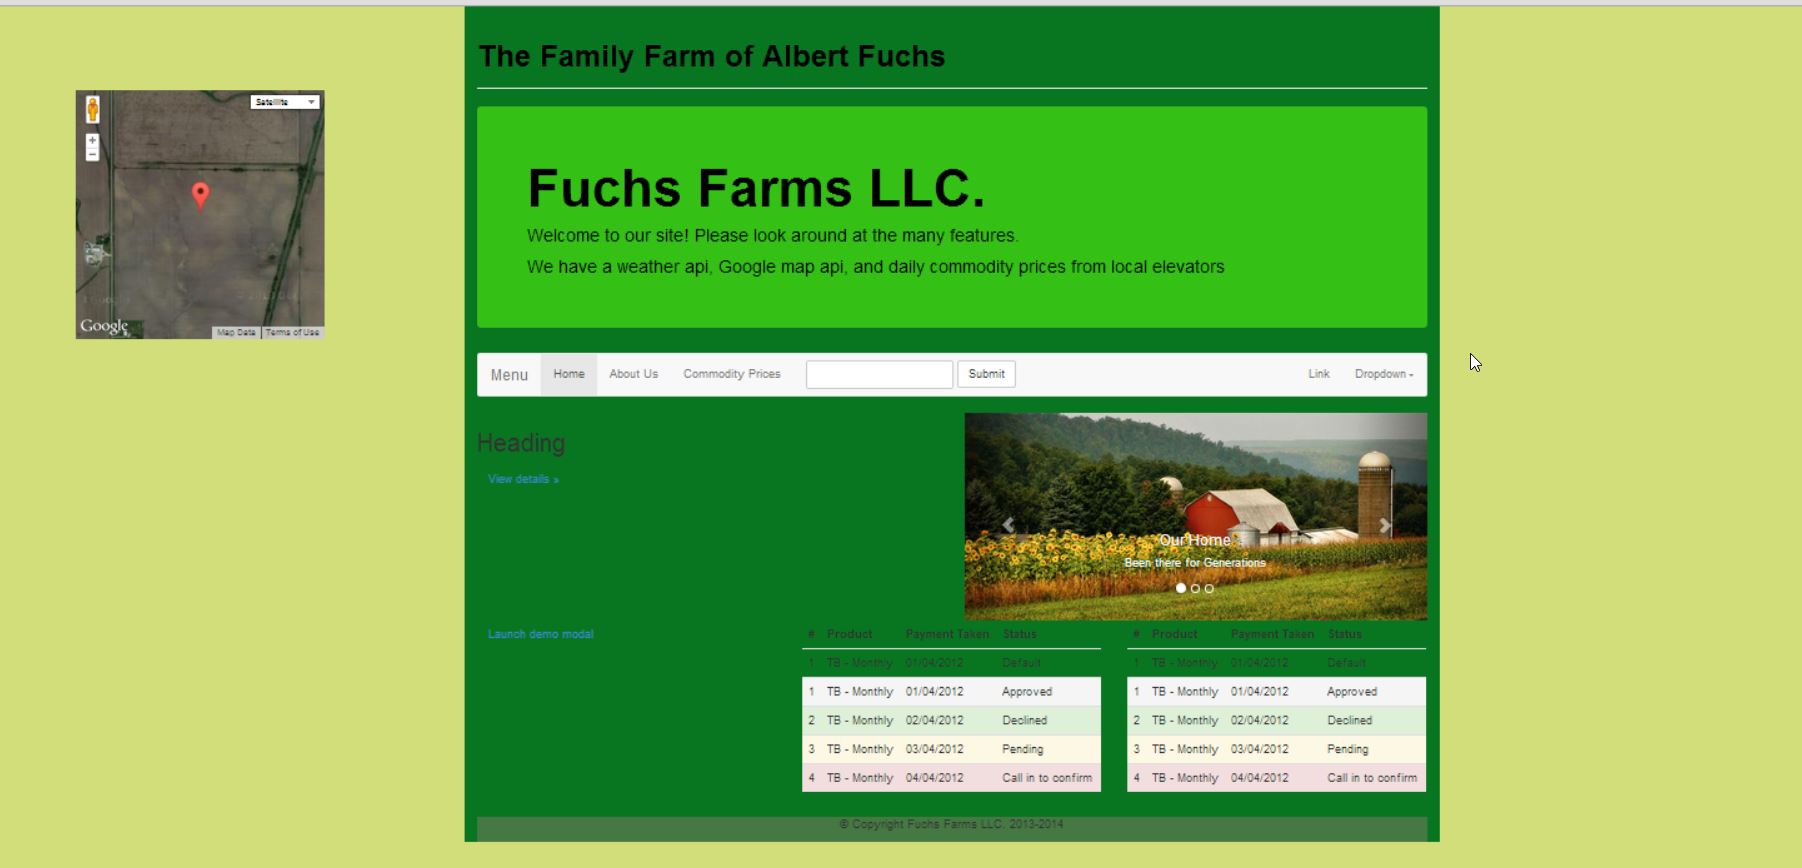 The Family Farm of Albert Fuchs
Satellite
+
−
Google
Map Data
Terms of Use
Fuchs Farms LLC.
Welcome to our site! Please look around at the many features.
We have a weather api, Google map api, and daily commodity prices from local elevators
Menu Home About Us Commodity Prices Submit Link Dropdown
Heading
View details »
Our Home
Been there for Generations
Launch demo modal
# Product Payment Taken Status
1 TB - Monthly 01/04/2012 Default
1 TB - Monthly 01/04/2012 Approved
2 TB - Monthly 02/04/2012 Declined
3 TB - Monthly 03/04/2012 Pending
4 TB - Monthly 04/04/2012 Call in to confirm
# Product Payment Taken Status
1 TB - Monthly 01/04/2012 Default
1 TB - Monthly 01/04/2012 Approved
2 TB - Monthly 02/04/2012 Declined
3 TB - Monthly 03/04/2012 Pending
4 TB - Monthly 04/04/2012 Call in to confirm
© Copyright Fuchs Farms LLC. 2013-2014